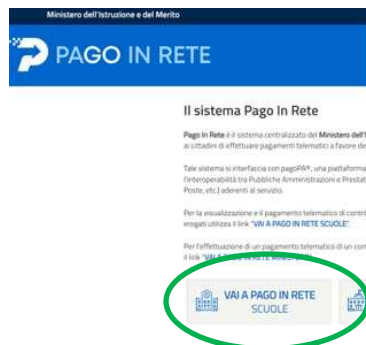 Ministero dell'Istruzione e del Merito
PAGO IN RETE
Il sistema Pago In Rete
Pago In Rete è il sistema centralizzato del Ministero dell'I
ai cittadini di effettuare pagamenti telematici a favore de
Tale sistema si interfaccia con pagoPA®, una piattaforma
l'interoperabilità tra Pubbliche Amministrazioni e Prestat
Poste, etc.) aderenti al servizio.
Per la visualizzazione e il pagamento telematico di contri
erogati utilizza il link "VAI A PAGO IN RETE SCUOLE".
Per l'effettuazione di un pagamento telematico di un con
il link "VAI A PAGO IN RETE
VAI A PAGO IN RETE
SCUOLE